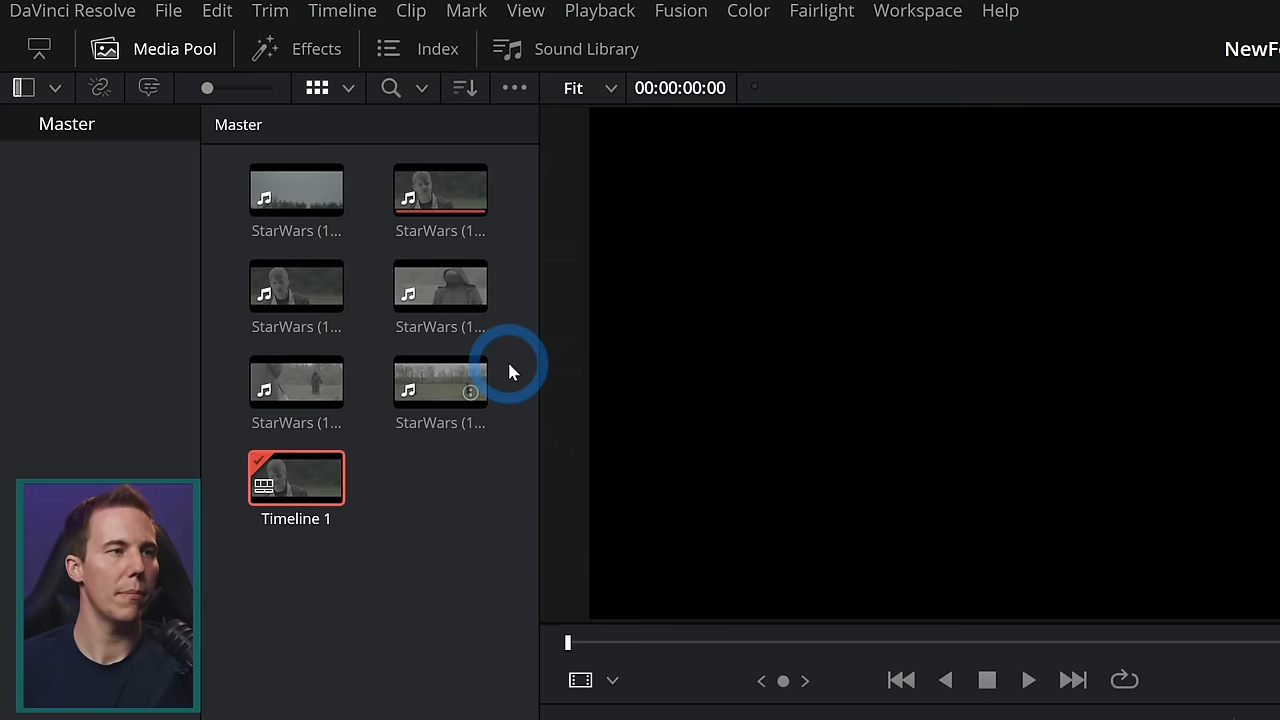 DaVinci Resolve File Edit Trim Timeline Clip Mark View Playback Fusion Color Fairlight Workspace Help
Media Pool Effects Index Sound Library
Fit 00:00:00:00
Master
Master
StarWars (1... StarWars (1...
StarWars (1... StarWars (1...
StarWars (1... StarWars (1...
Timeline 1